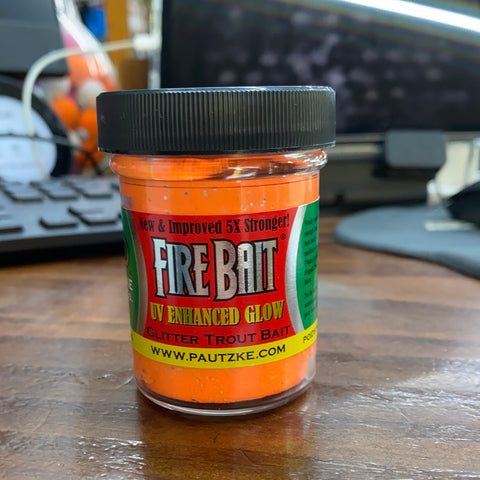 New & Improved 5X Stronger!
FIRE BAIT®
UV ENHANCED GLOW
GLITTER TROUT BAIT
WWW.PAUTZKE.COM